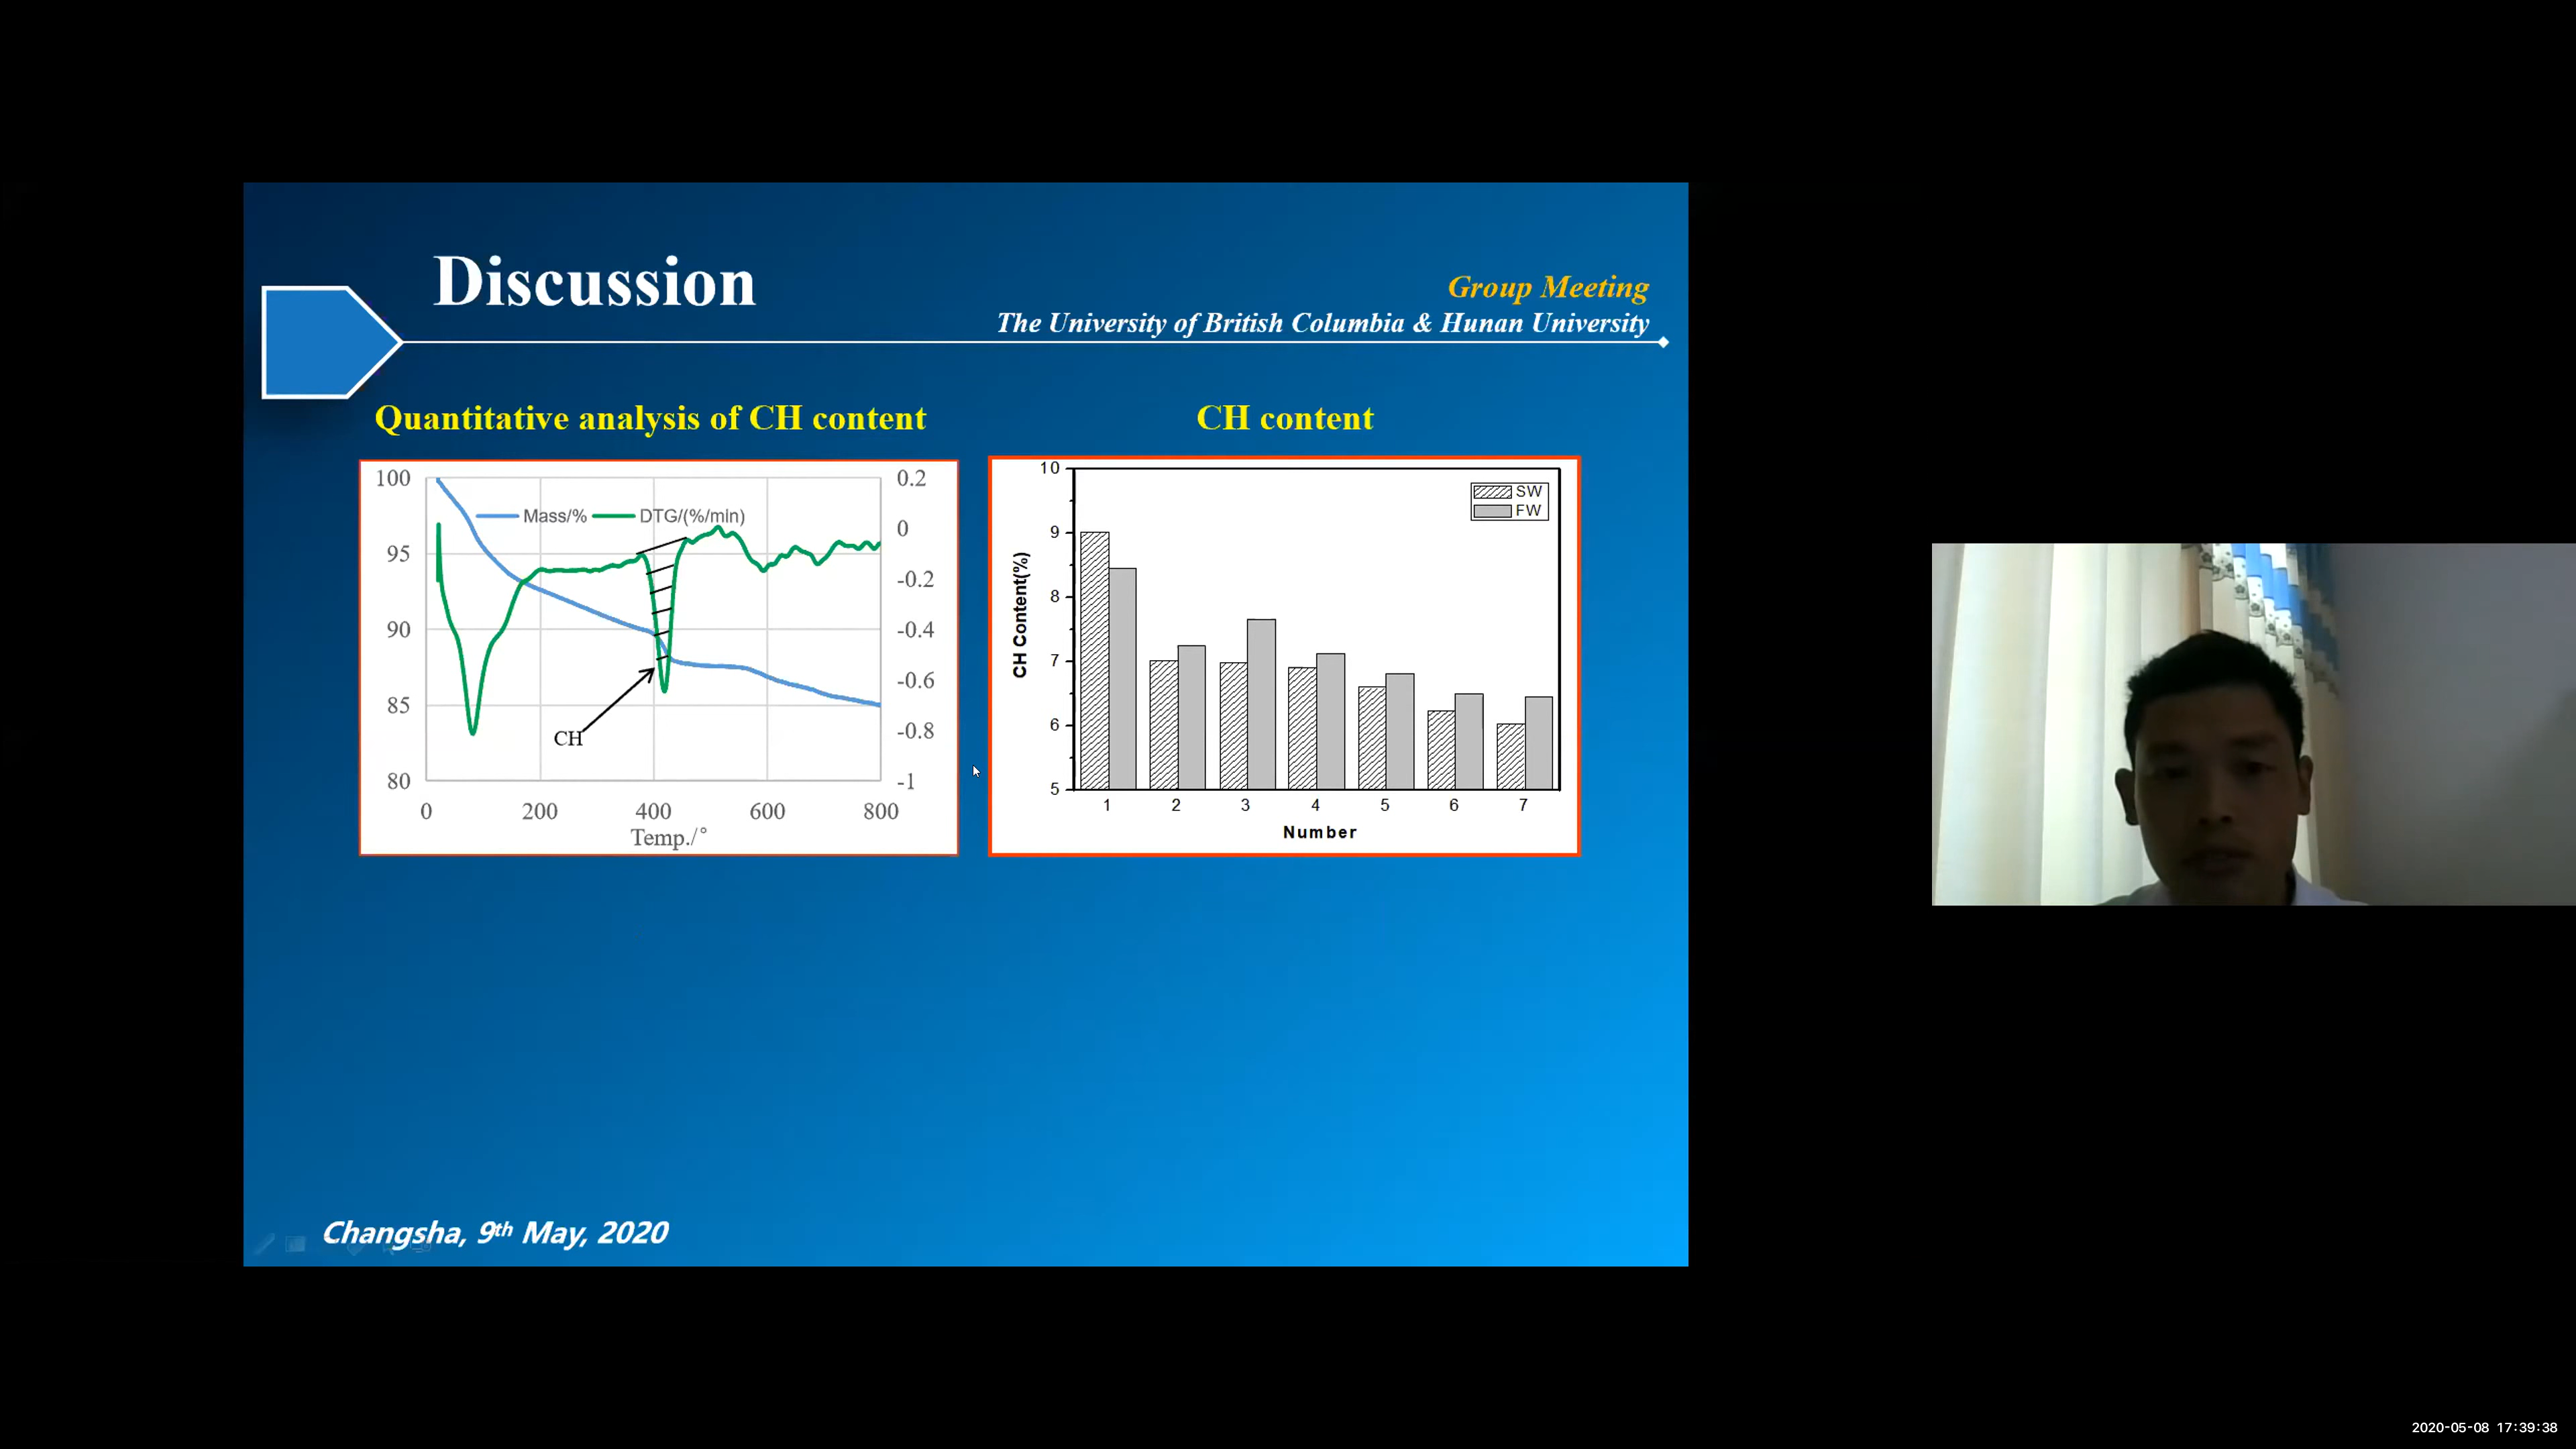 Discussion
Group Meeting
The University of British Columbia & Hunan University
Quantitative analysis of CH content
CH content
100
95
90
85
80
0.2
0
-0.2
-0.4
-0.6
-0.8
-1
Mass/%
DTG/(%/min)
CH
0 200 400 600 800
Temp./°
10
9
8
7
6
5
CH Content(%)
SW
FW
1 2 3 4 5 6 7
Number
Changsha, 9th May, 2020
2020-05-08 17:39:38